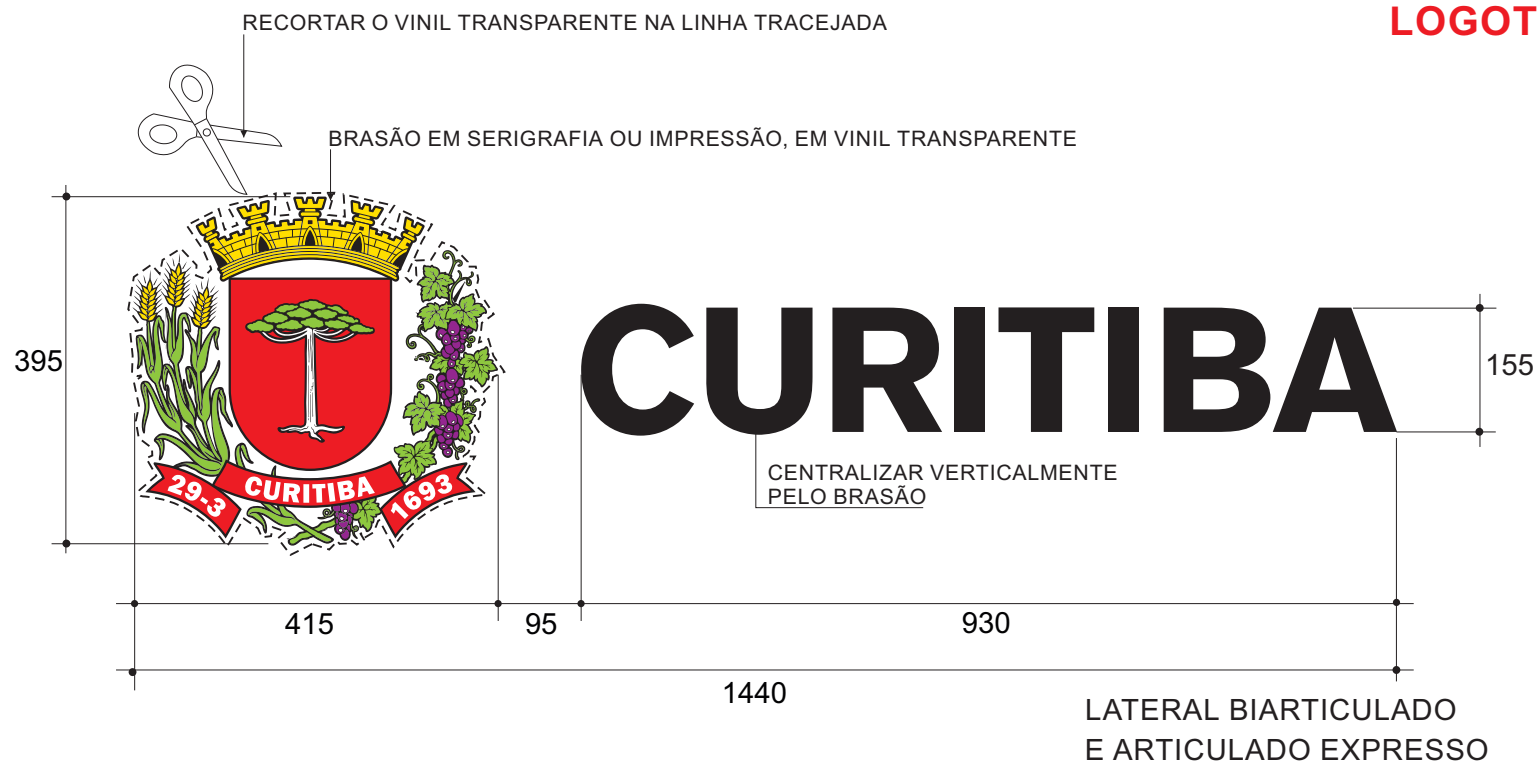 RECORTAR O VINIL TRANSPARENTE NA LINHA TRACEJADA
LOGOT
BRASÃO EM SERIGRAFIA OU IMPRESSÃO, EM VINIL TRANSPARENTE
395
CURITIBA
155
29-3
CURITIBA
1693
CENTRALIZAR VERTICALMENTE
PELO BRASÃO
415
95
930
1440
LATERAL BIARTICULADO
E ARTICULADO EXPRESSO